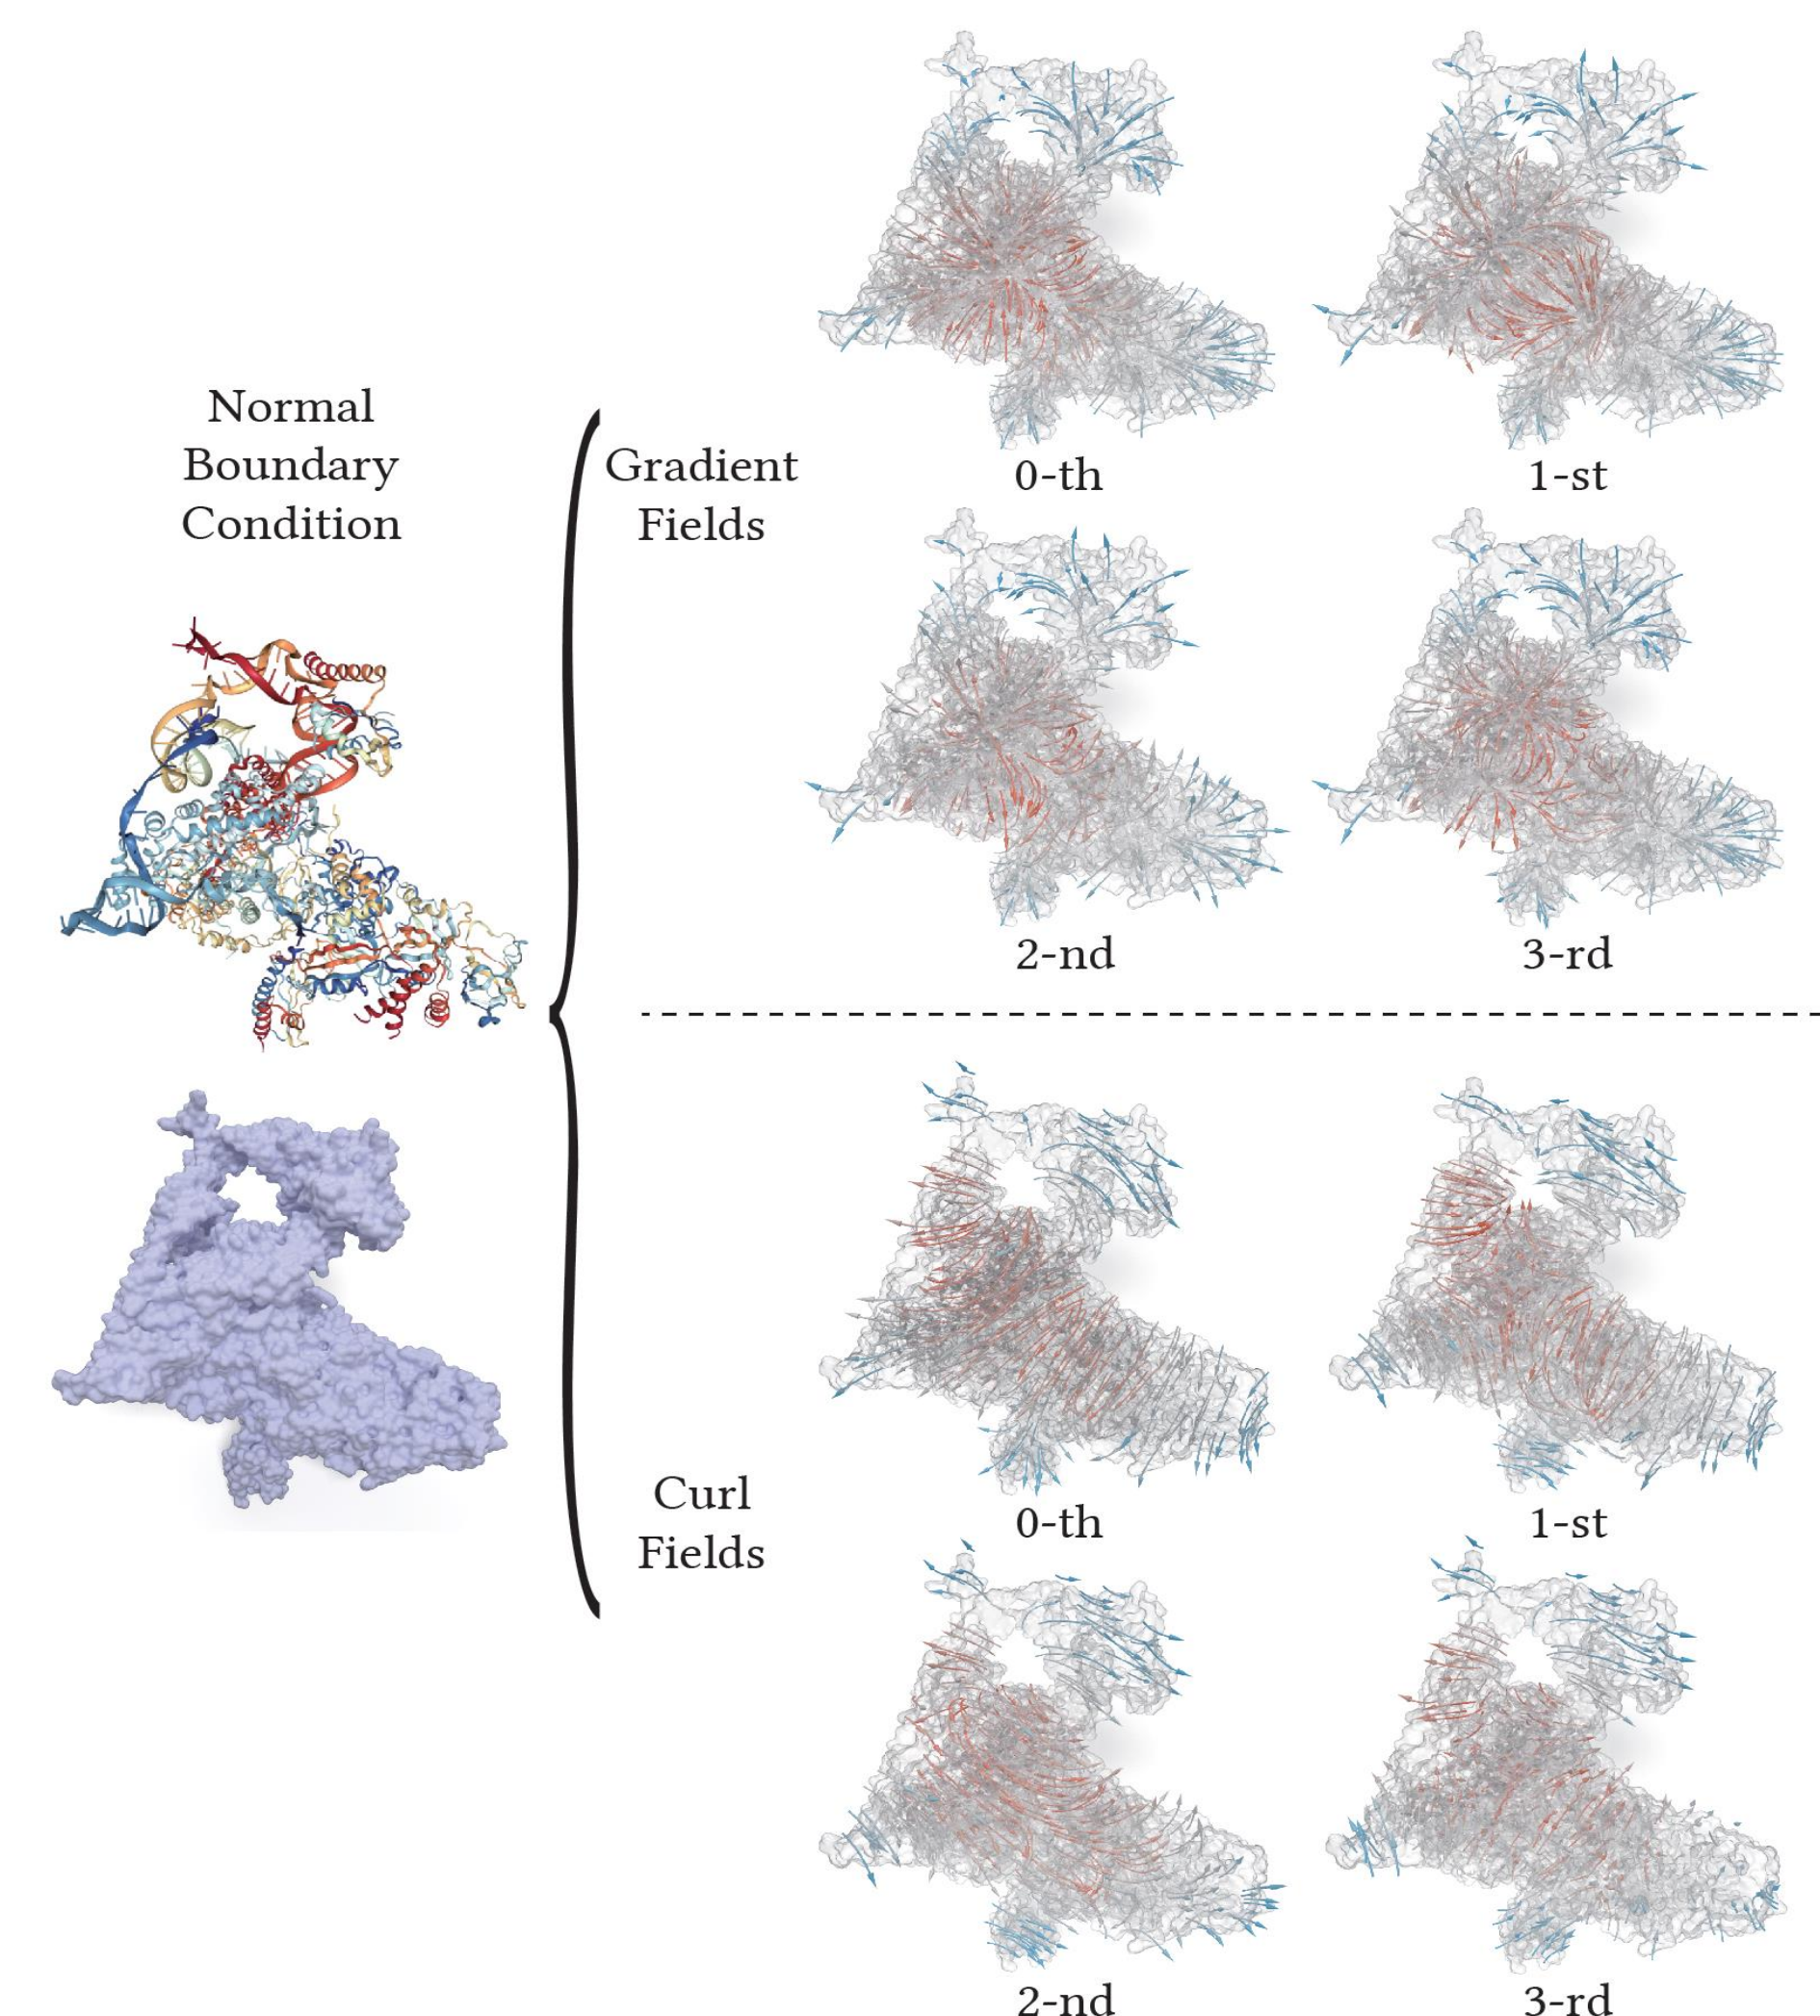 Normal
Boundary
Condition
Gradient
Fields
0-th
1-st
2-nd
3-rd
Curl
Fields
0-th
1-st
2-nd
3-rd